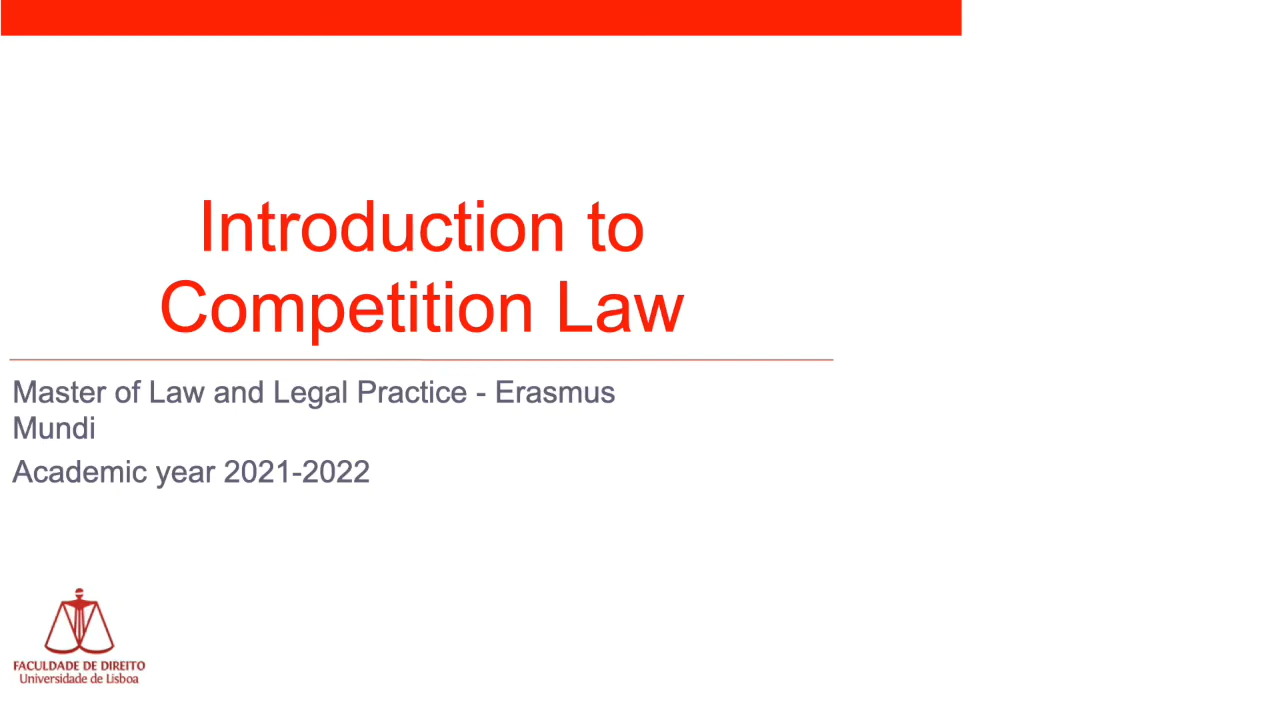 Introduction to
Competition Law
Master of Law and Legal Practice - Erasmus
Mundi
Academic year 2021-2022
FACULDADE DE DIREITO
Universidade de Lisboa